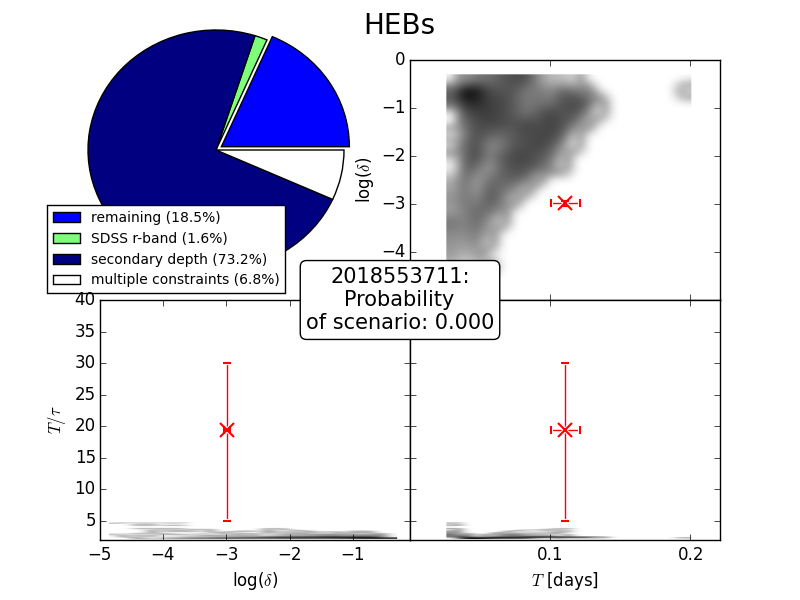 HEBs
0
−1
−2
−3
−4
log(δ)
remaining (18.5%)
SDSS r-band (1.6%)
secondary depth (73.2%)
multiple constraints (6.8%)
2018553711:
Probability
of scenario: 0.000
40
35
30
25
20
15
10
5
T/τ
−5 −4 −3 −2 −1
log(δ)
0.1 0.2
T [days]